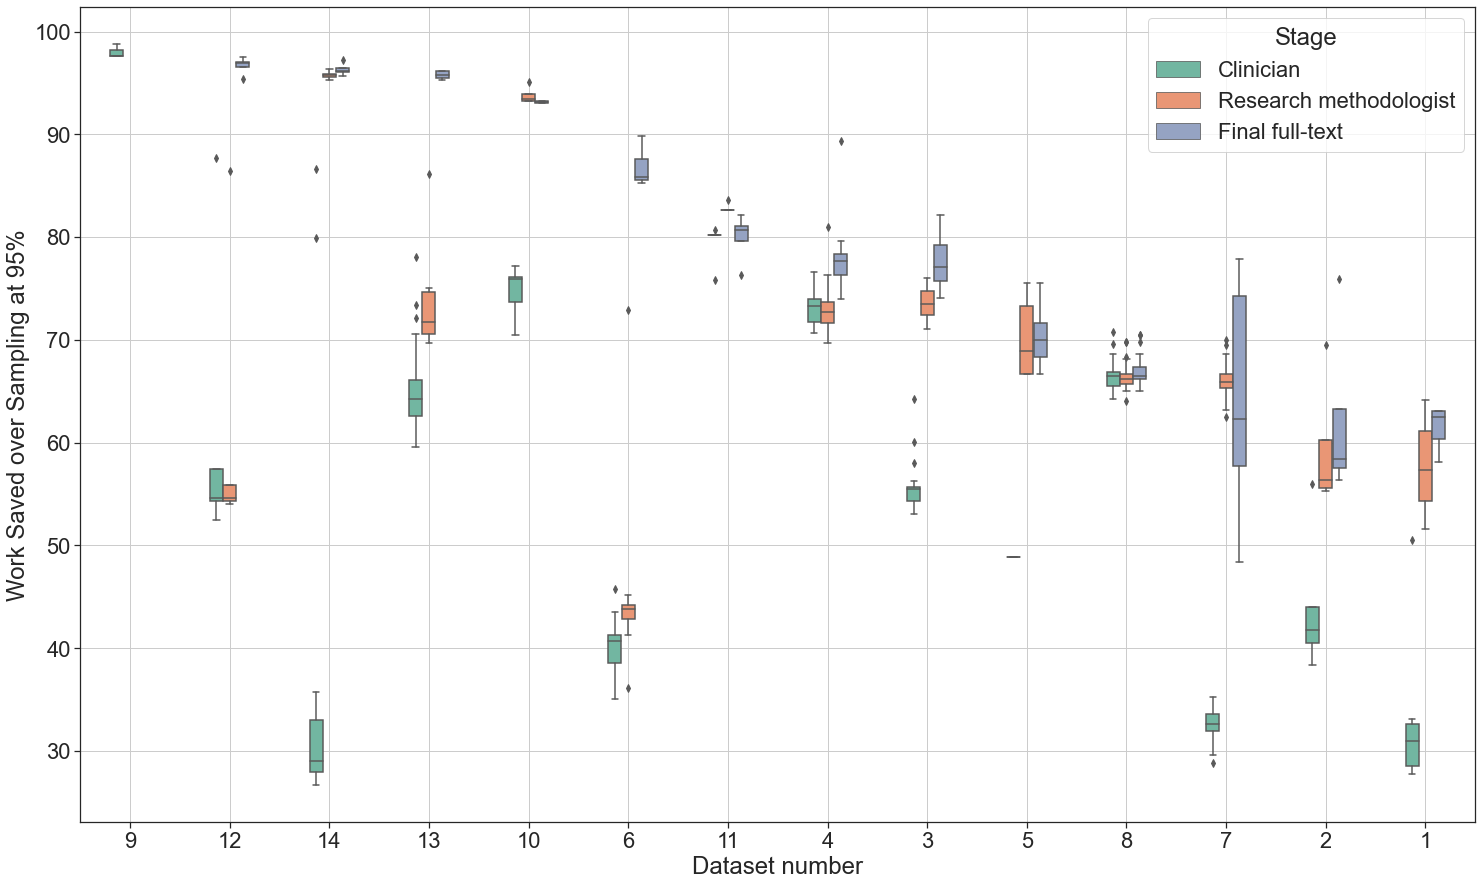 Stage
Clinician
Research methodologist
Final full-text
Work Saved over Sampling at 95%
100
90
80
70
60
50
40
30
9 12 14 13 10 6 11 4 3 5 8 7 2 1
Dataset number